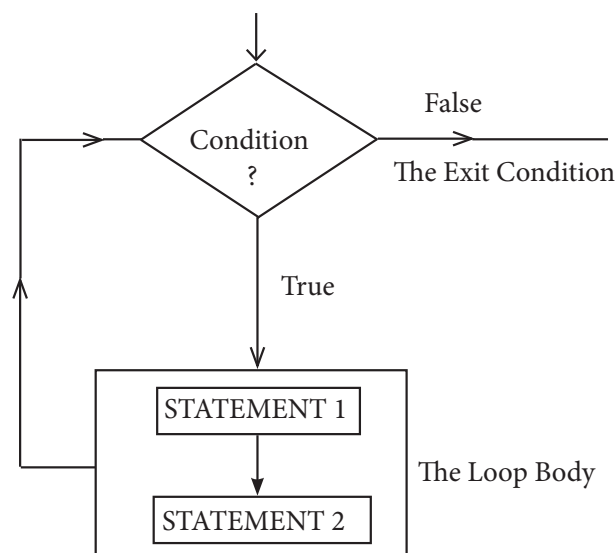 False
Condition
?
The Exit Condition
True
STATEMENT 1
The Loop Body
STATEMENT 2